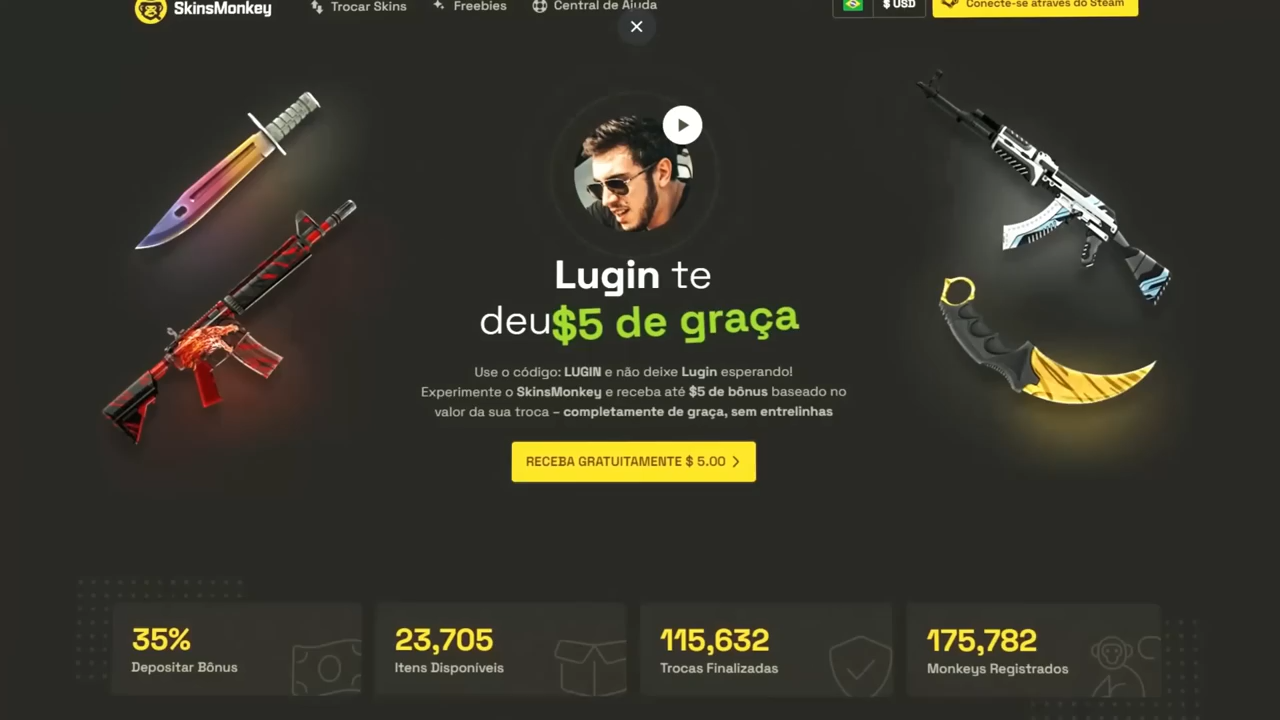 SkinsMonkey
Trocar Skins
Freebies
Central de Ajuda
$ USD
Conecte-se através do Steam
Lugin te
deu$5 de graça
Use o código: LUGIN e não deixe Lugin esperando!
Experimente o SkinsMonkey e receba até $5 de bônus baseado no
valor da sua troca – completamente de graça, sem entrelinhas
RECEBA GRATUITAMENTE $ 5.00
35%
Depositar Bônus
23,705
Itens Disponíveis
115,632
Trocas Finalizadas
175,782
Monkeys Registrados